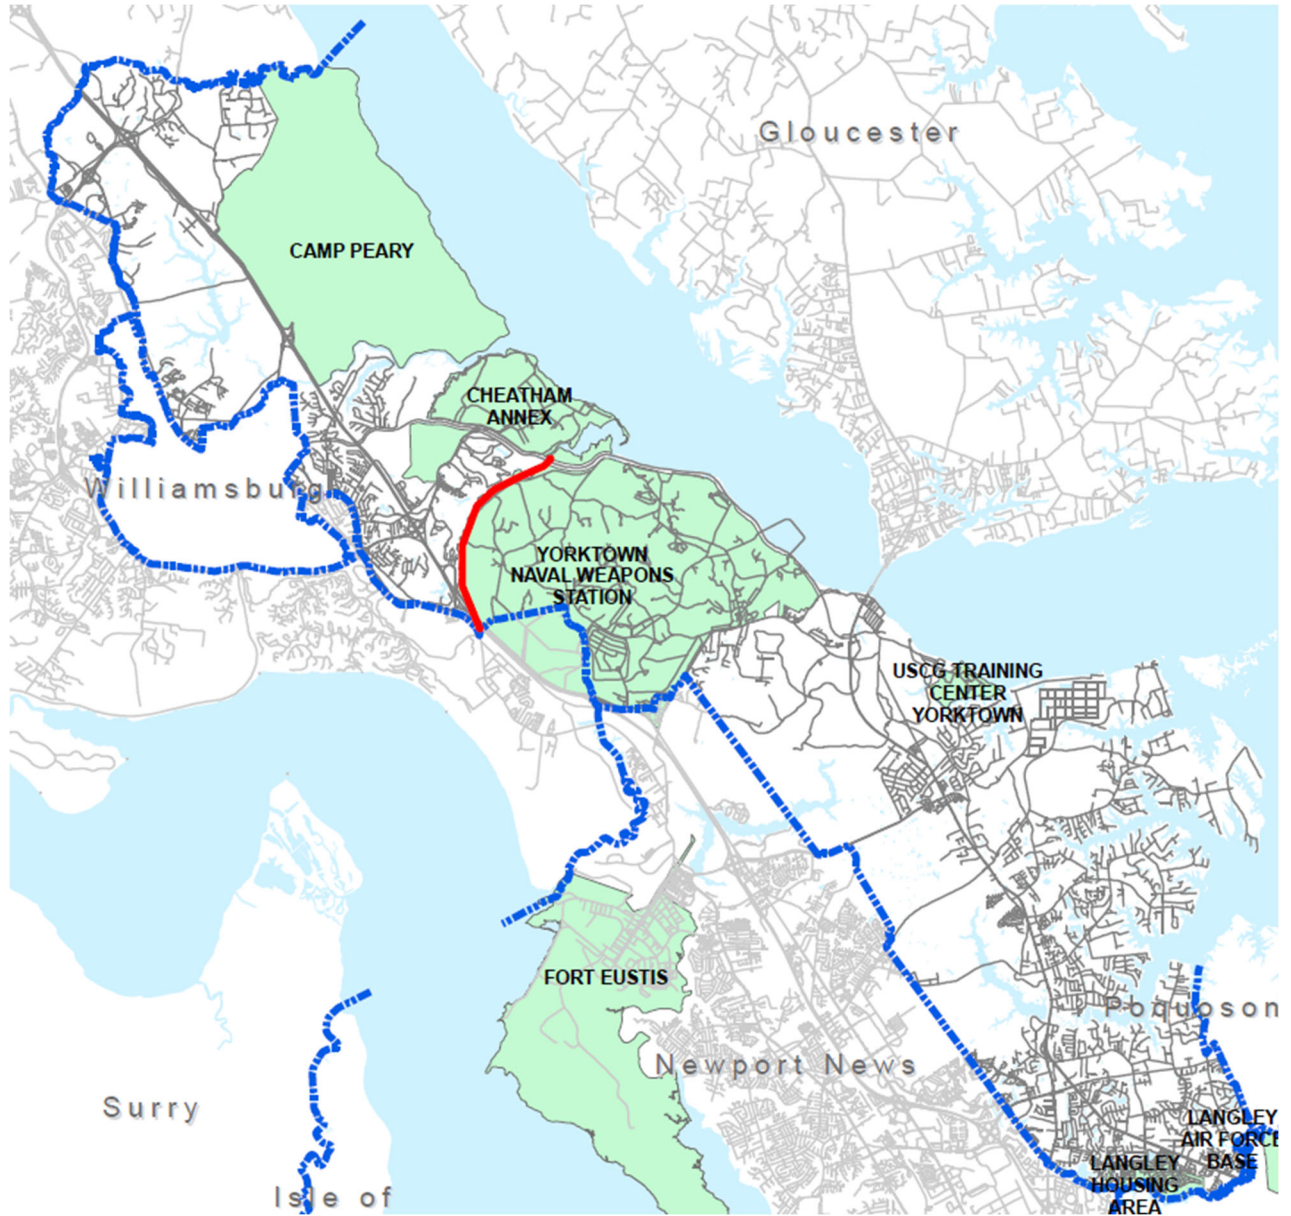 Gloucester
CAMP PEARY
CHEATHAM
ANNEX
Williamsburg
YORKTOWN
NAVAL WEAPONS
STATION
USCG TRAINING
CENTER
YORKTOWN
FORT EUSTIS
Poquoson
Newport News
Surry
LANGLEY
AIR FORCE
BASE
LANGLEY
HOUSING
AREA
Isle of